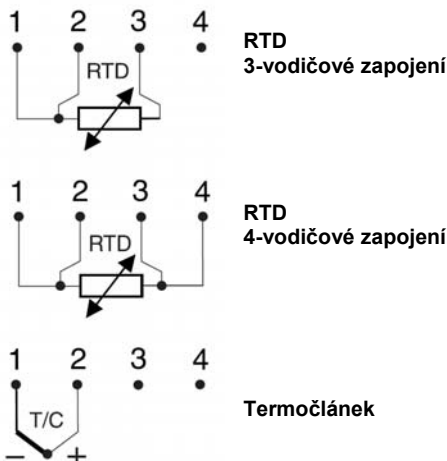 1 2 3 4
RTD
RTD
3-vodičové zapojení
1 2 3 4
RTD
RTD
4-vodičové zapojení
1 2 3 4
T/C
Termočlánek
– +